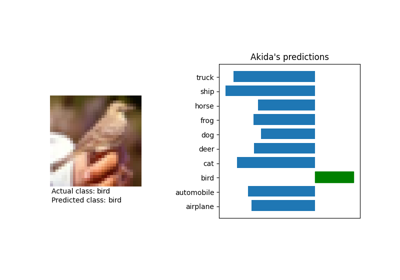 Akida's predictions
truck
ship
horse
frog
dog
deer
cat
bird
automobile
airplane
Actual class: bird
Predicted class: bird